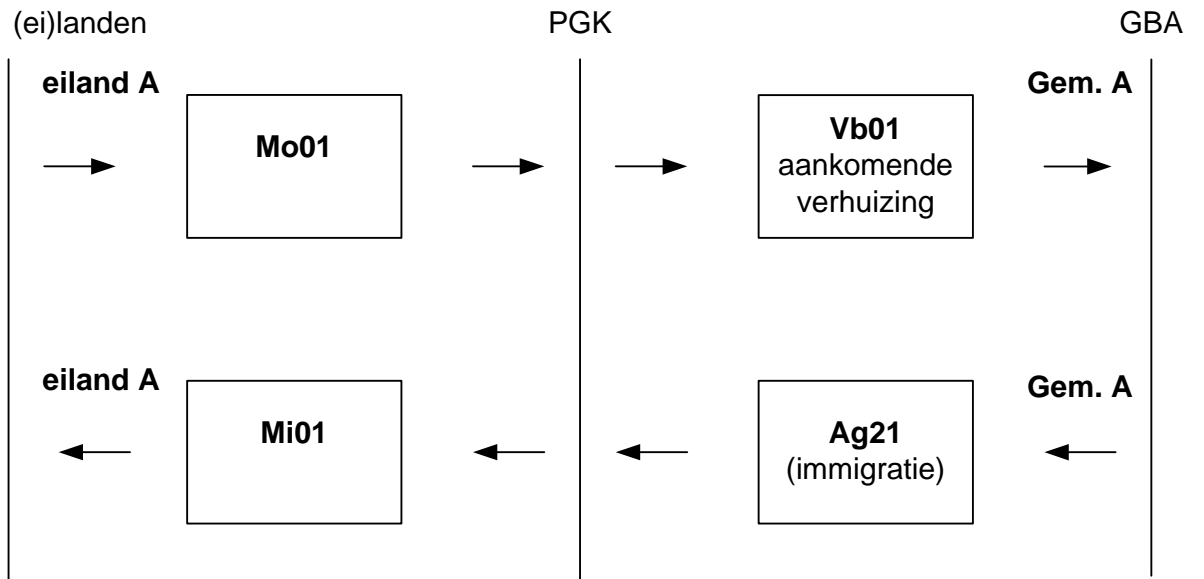 (ei)landen
PGK
GBA
eiland A
Gem. A
Mo01
Vb01
aankomende
verhuizing
eiland A
Gem. A
Mi01
Ag21
(immigratie)